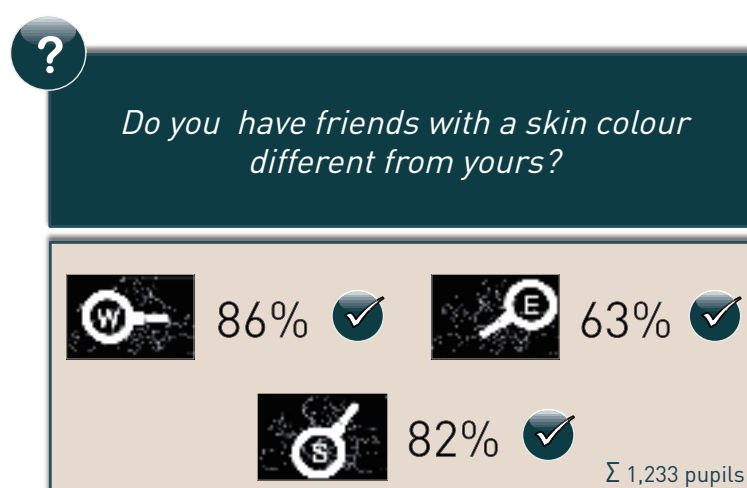 ?
Do you have friends with a skin colour
different from yours?
W 86% E 63%
S 82%
Σ 1,233 pupils